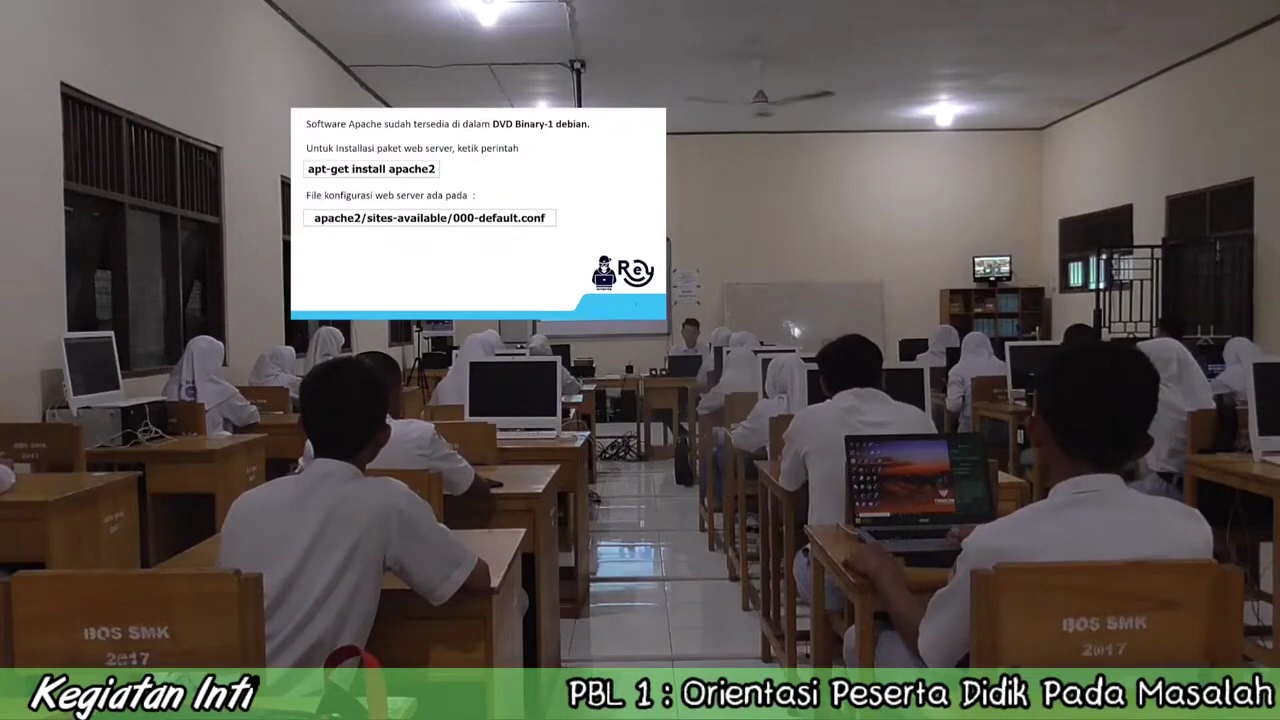 Software Apache sudah tersedia di dalam DVD Binary-1 debian.
Untuk Installasi paket web server, ketik perintah
apt-get install apache2
File konfigurasi web server ada pada :
apache2/sites-available/000-default.conf
Rey
BOS SMK
2017
BOS SMK
2017
Kegiatan Inti
PBL 1 : Orientasi Peserta Didik Pada Masalah